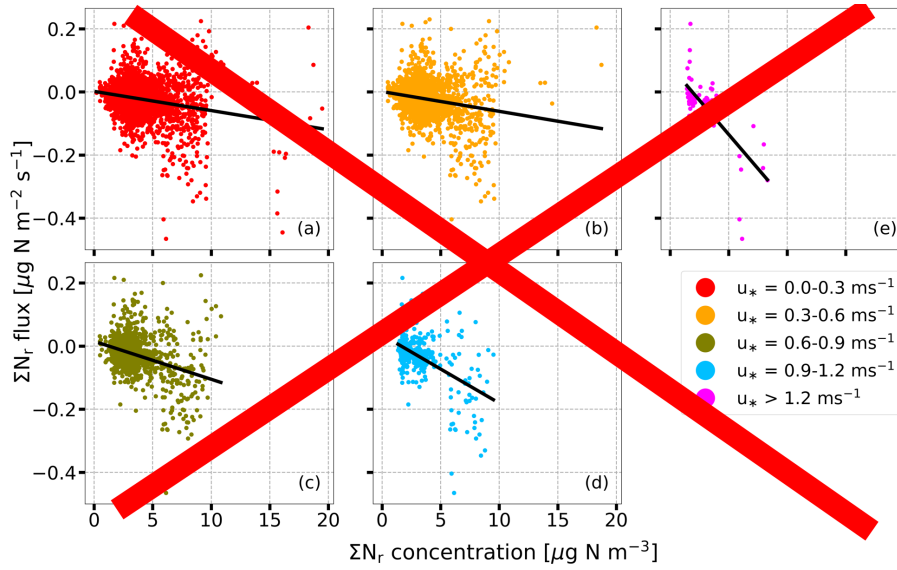 0.2
0.0
−0.2
−0.4
(a)
(b)
(e)
0.2
0.0
−0.2
−0.4
(c)
(d)
0 5 10 15 20
0 5 10 15 20
ΣNᵣ flux [μg N m⁻² s⁻¹]
ΣNᵣ concentration [μg N m⁻³]
u∗ = 0.0-0.3 ms⁻¹
u∗ = 0.3-0.6 ms⁻¹
u∗ = 0.6-0.9 ms⁻¹
u∗ = 0.9-1.2 ms⁻¹
u∗ > 1.2 ms⁻¹